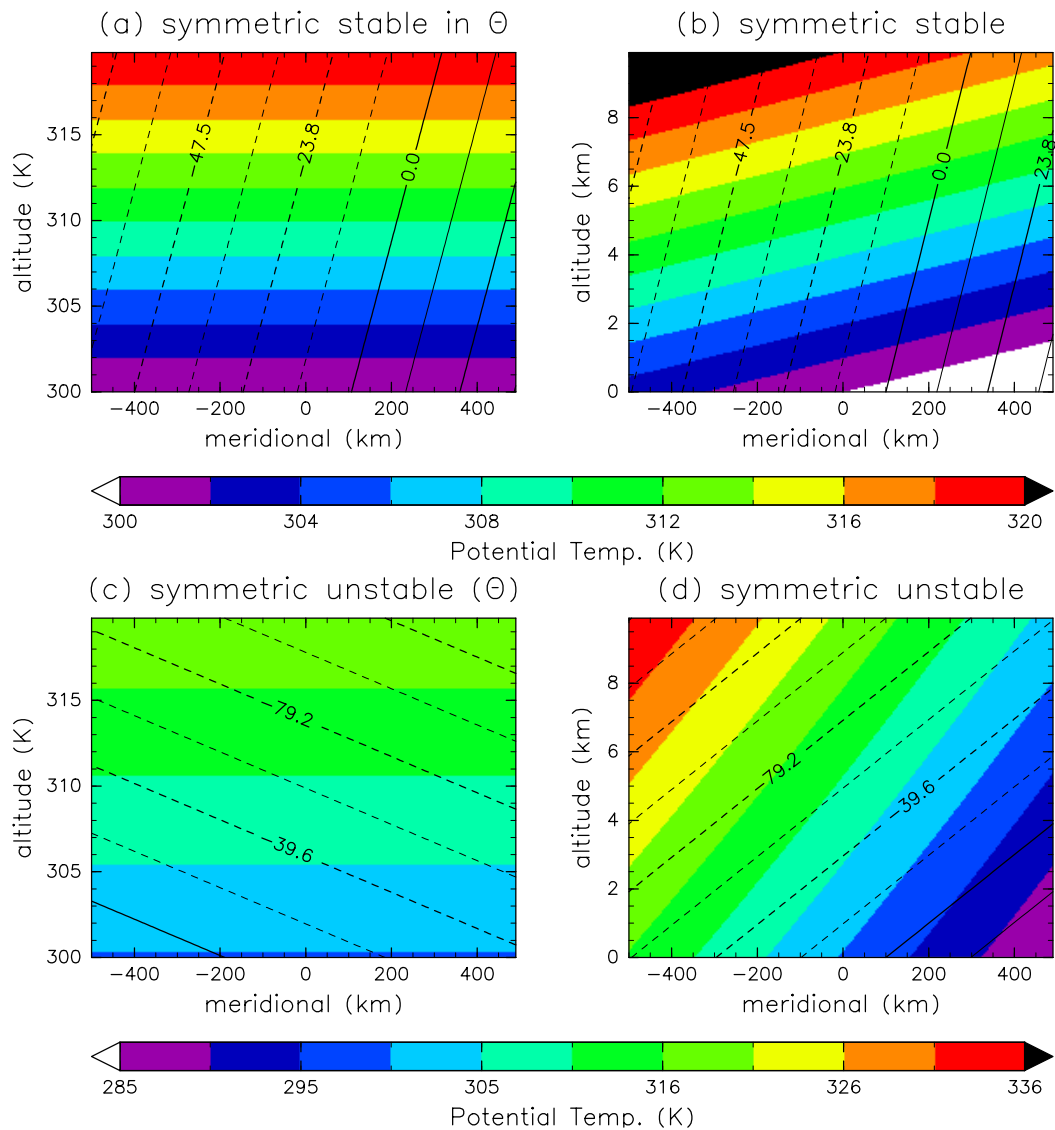 (a) symmetric stable in Θ
(b) symmetric stable
altitude (K)
315
310
305
300
-47.5
-23.8
0.0
-400 -200 0 200 400
meridional (km)
altitude (km)
8
6
4
2
0
-47.5
-23.8
0.0
23.8
-400 -200 0 200 400
meridional (km)
300 304 308 312 316 320
Potential Temp. (K)
(c) symmetric unstable (Θ)
(d) symmetric unstable
altitude (K)
315
310
305
300
-79.2
-39.6
-400 -200 0 200 400
meridional (km)
altitude (km)
8
6
4
2
0
-79.2
-39.6
-400 -200 0 200 400
meridional (km)
285 295 305 316 326 336
Potential Temp. (K)